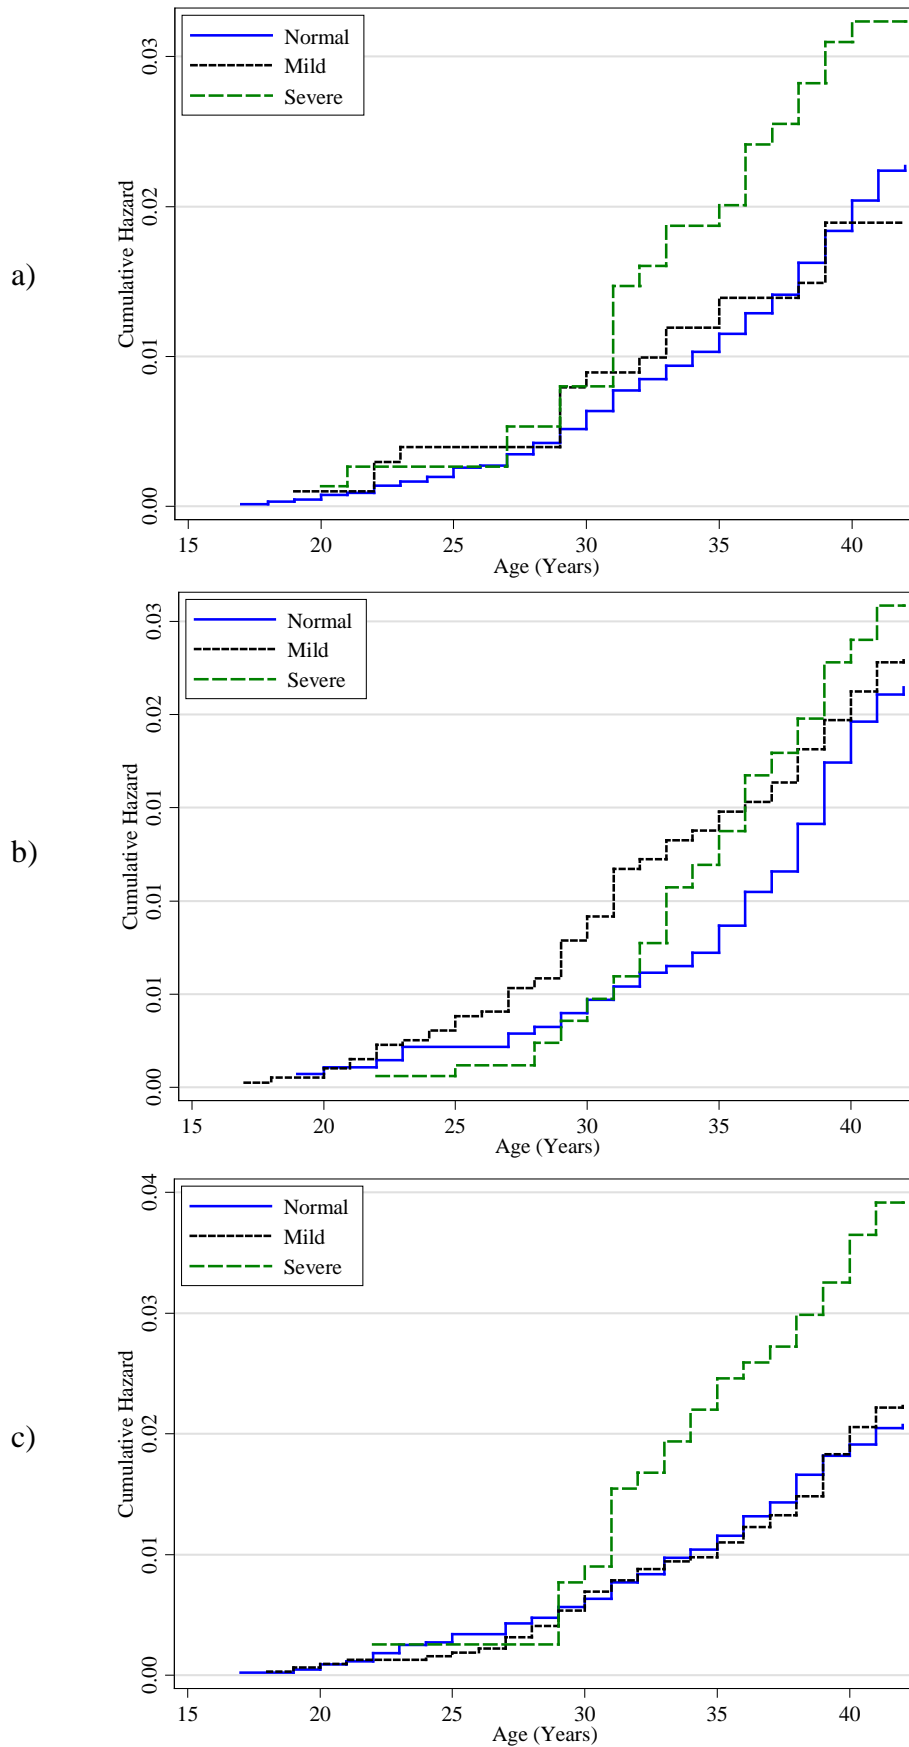 a)
Normal
Mild
Severe
Cumulative Hazard
0.03
0.02
0.01
0.00
15 20 25 30 35 40
Age (Years)
b)
Normal
Mild
Severe
Cumulative Hazard
0.03
0.02
0.01
0.01
0.01
0.00
15 20 25 30 35 40
Age (Years)
c)
Normal
Mild
Severe
Cumulative Hazard
0.04
0.03
0.02
0.01
0.00
15 20 25 30 35 40
Age (Years)